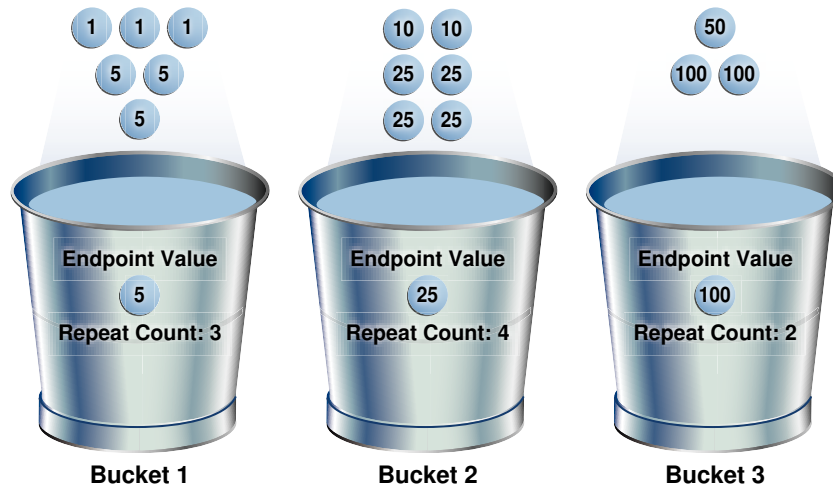 1 1 1
5 5
5
Endpoint Value
5
Repeat Count: 3
Bucket 1
10 10
25 25
25 25
Endpoint Value
25
Repeat Count: 4
Bucket 2
50
100 100
Endpoint Value
100
Repeat Count: 2
Bucket 3